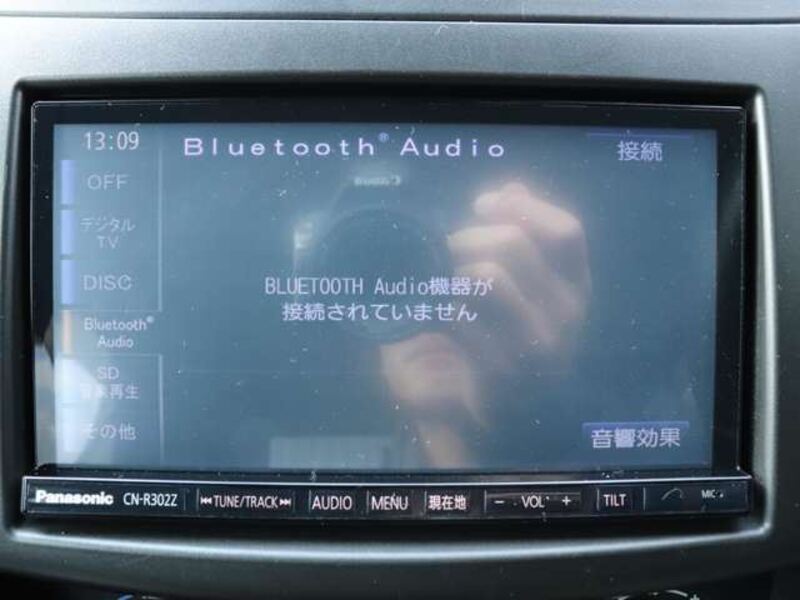 13:09
Bluetooth® Audio
接続
OFF
デジタル
TV
DISC
Bluetooth®
Audio
SD
音楽再生
その他
BLUETOOTH Audio機器が
接続されていません
音響効果
Panasonic CN-R302Z TUNE/TRACK AUDIO MENU 現在地 − VOL + TILT MIC